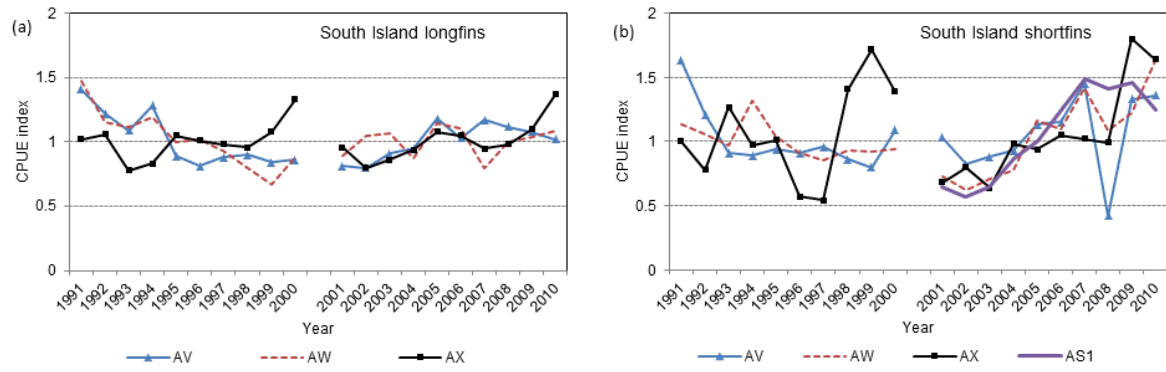 (a)
South Island longfins
2
1.5
1
0.5
0
CPUE index
1991 1992 1993 1994 1995 1996 1997 1998 1999 2000 2001 2002 2003 2004 2005 2006 2007 2008 2009 2010
Year
AV AW AX
(b)
South Island shortfins
2
1.5
1
0.5
0
CPUE index
1991 1992 1993 1994 1995 1996 1997 1998 1999 2000 2001 2002 2003 2004 2005 2006 2007 2008 2009 2010
Year
AV AW AX AS1